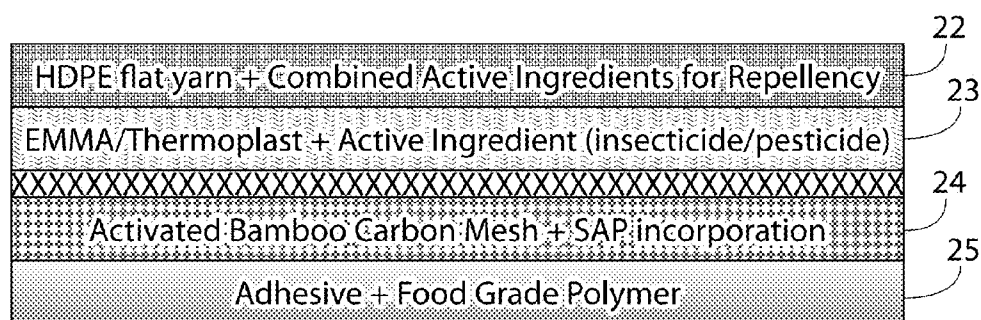 22
HDPE flat yarn + Combined Active Ingredients for Repellency
23
EMMA/Thermoplast + Active Ingredient (insecticide/pesticide)
XXXXXXXXXXXXXXXXXXXXXXXXXXXXXXXXXXXXXXXXXXXXXXXXXXXX
24
Activated Bamboo Carbon Mesh + SAP incorporation
25
Adhesive + Food Grade Polymer